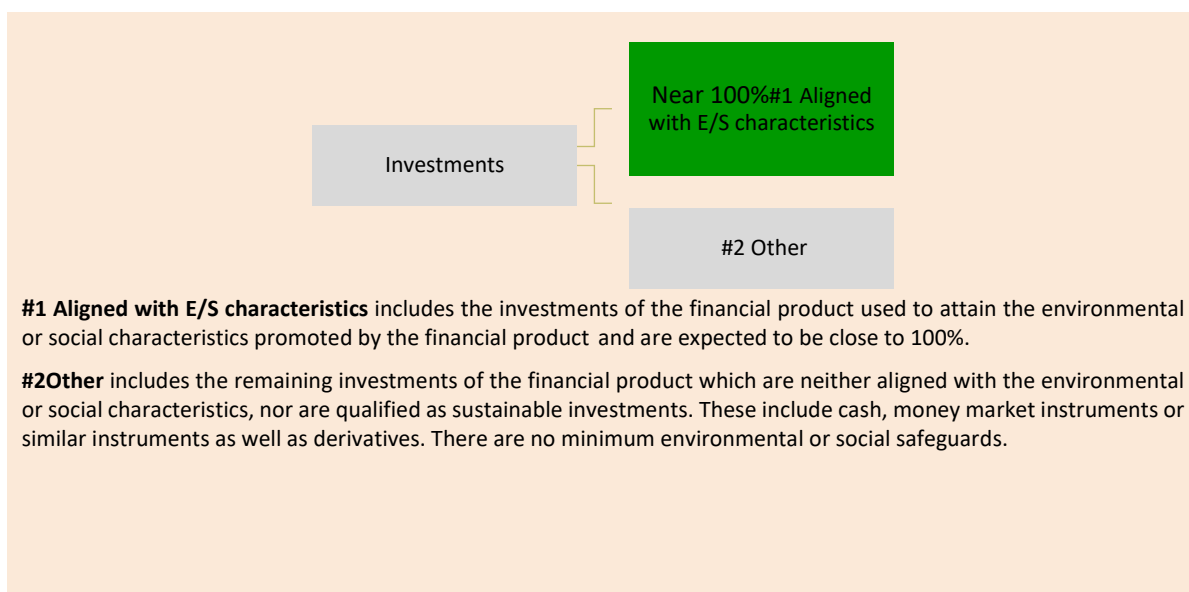 Near 100%#1 Aligned
with E/S characteristics
Investments
#2 Other
#1 Aligned with E/S characteristics includes the investments of the financial product used to attain the environmental
or social characteristics promoted by the financial product and are expected to be close to 100%.
#2Other includes the remaining investments of the financial product which are neither aligned with the environmental
or social characteristics, nor are qualified as sustainable investments. These include cash, money market instruments or
similar instruments as well as derivatives. There are no minimum environmental or social safeguards.